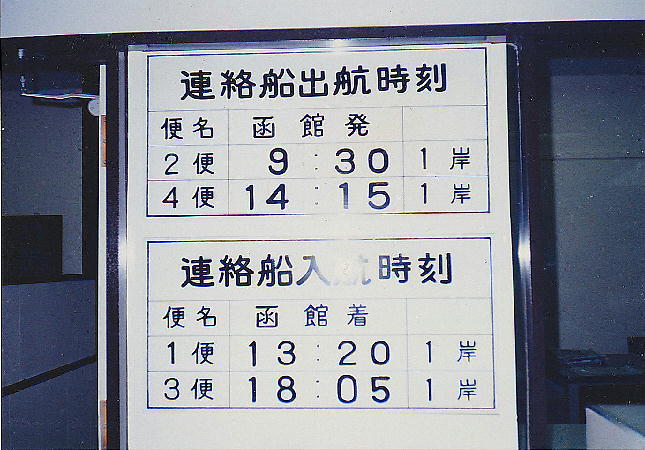 連絡船出航時刻
便名 函館発
2便 9:30 1岸
4便 14:15 1岸
連絡船入航時刻
便名 函館着
1便 13:20 1岸
3便 18:05 1岸